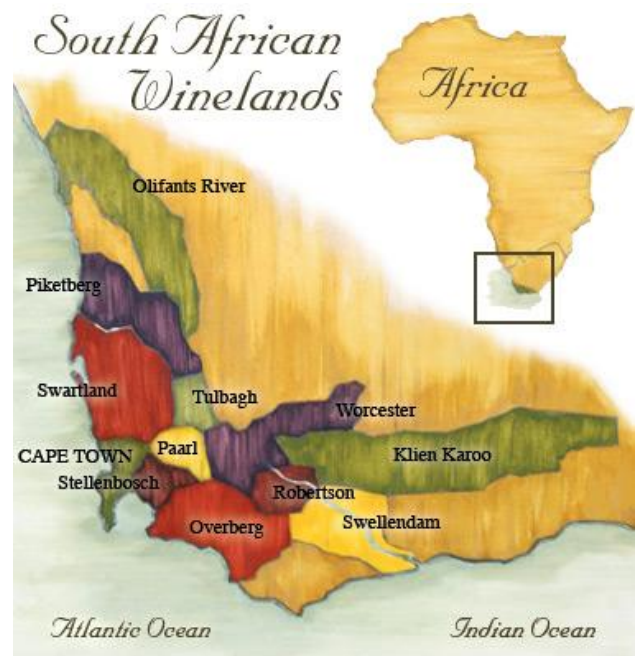 South African
Winelands
Africa
Olifants River
Piketberg
Swartland
Tulbagh
Worcester
CAPE TOWN
Paarl
Klien Karoo
Stellenbosch
Robertson
Overberg
Swellendam
Atlantic Ocean
Indian Ocean